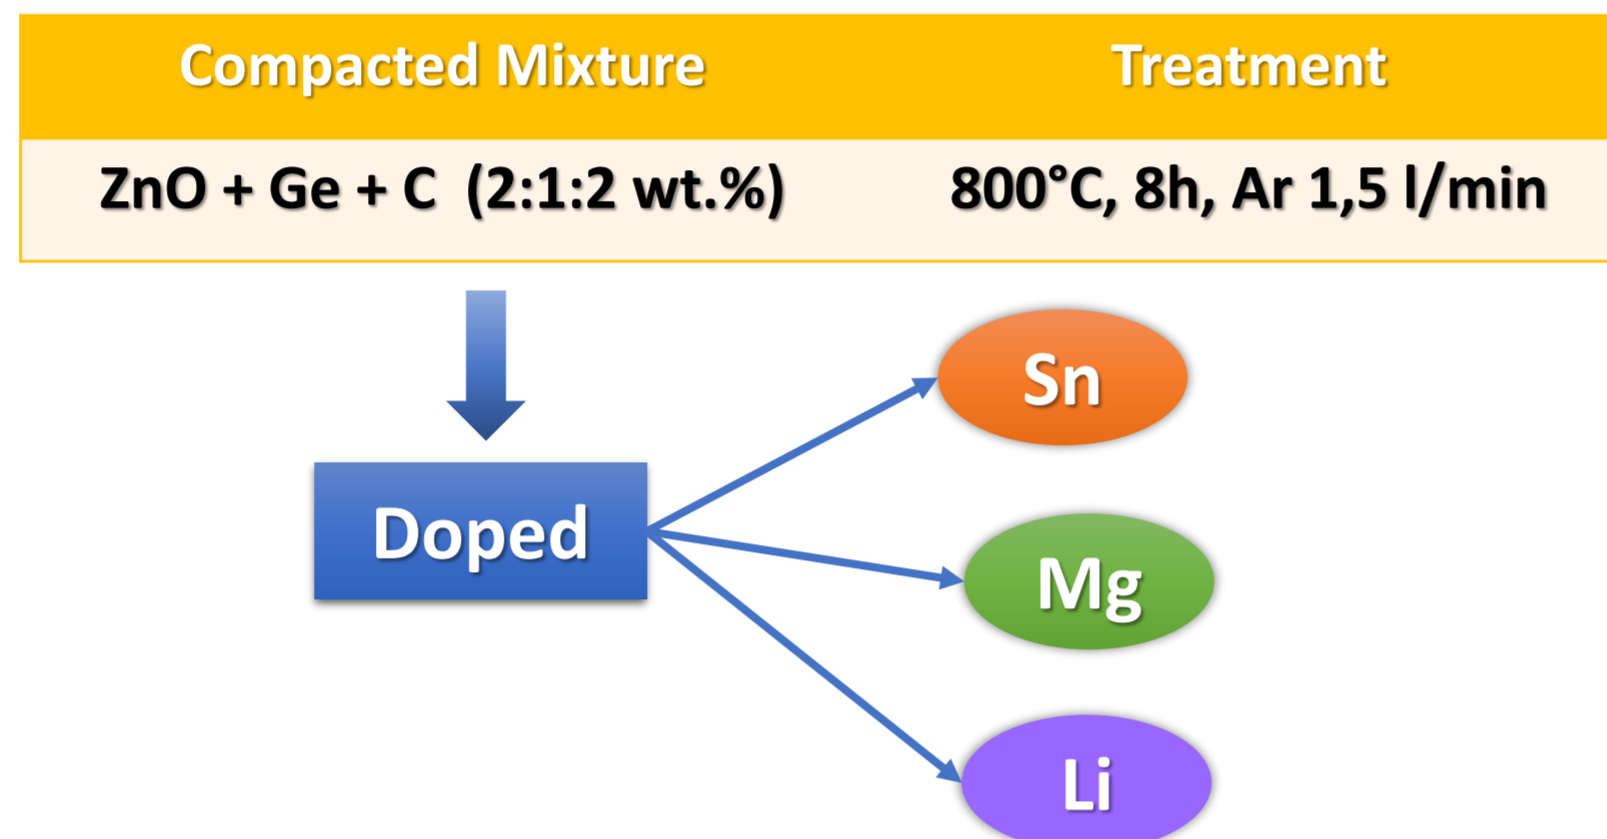 Compacted Mixture
Treatment
ZnO + Ge + C (2:1:2 wt.%)
800°C, 8h, Ar 1,5 l/min
Sn
Doped
Mg
Li